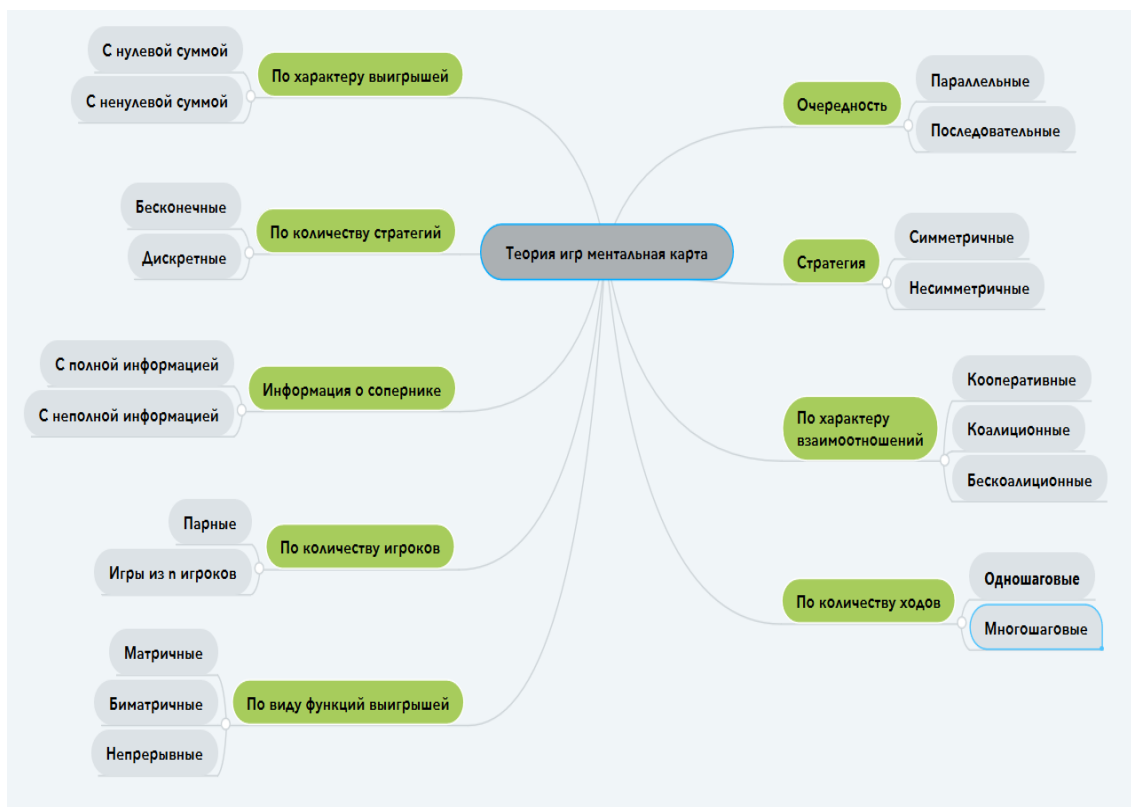 С нулевой суммой
С ненулевой суммой
По характеру выигрышей
Бесконечные
Дискретные
По количеству стратегий
С полной информацией
С неполной информацией
Информация о сопернике
Парные
Игры из n игроков
По количеству игроков
Матричные
Биматричные
Непрерывные
По виду функций выигрышей
Теория игр ментальная карта
Очередность
Параллельные
Последовательные
Стратегия
Симметричные
Несимметричные
По характеру
взаимоотношений
Кооперативные
Коалиционные
Бескоалиционные
По количеству ходов
Одношаговые
Многошаговые